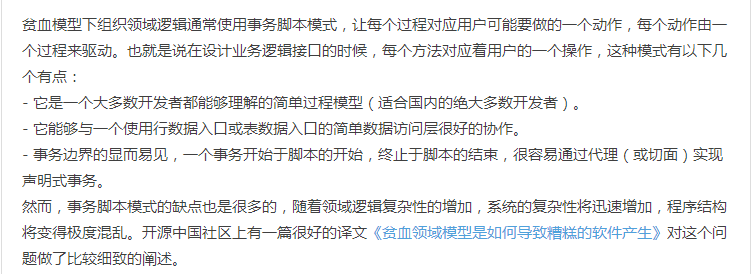 贫血模型下组织领域逻辑通常使用事务脚本模式，让每个过程对应用户可能要做的一个动作，每个动作由一
个过程来驱动。也就是说在设计业务逻辑接口的时候，每个方法对应着用户的一个操作，这种模式有以下几
个有点：
- 它是一个大多数开发者都能够理解的简单过程模型（适合国内的绝大多数开发者）。
- 它能够与一个使用行数据入口或表数据入口的简单数据访问层很好的协作。
- 事务边界的显而易见，一个事务开始于脚本的开始，终止于脚本的结束，很容易通过代理（或切面）实现
声明式事务。
然而，事务脚本模式的缺点也是很多的，随着领域逻辑复杂性的增加，系统的复杂性将迅速增加，程序结构
将变得极度混乱。开源中国社区上有一篇很好的译文《贫血领域模型是如何导致糟糕的软件产生》对这个问
题做了比较细致的阐述。